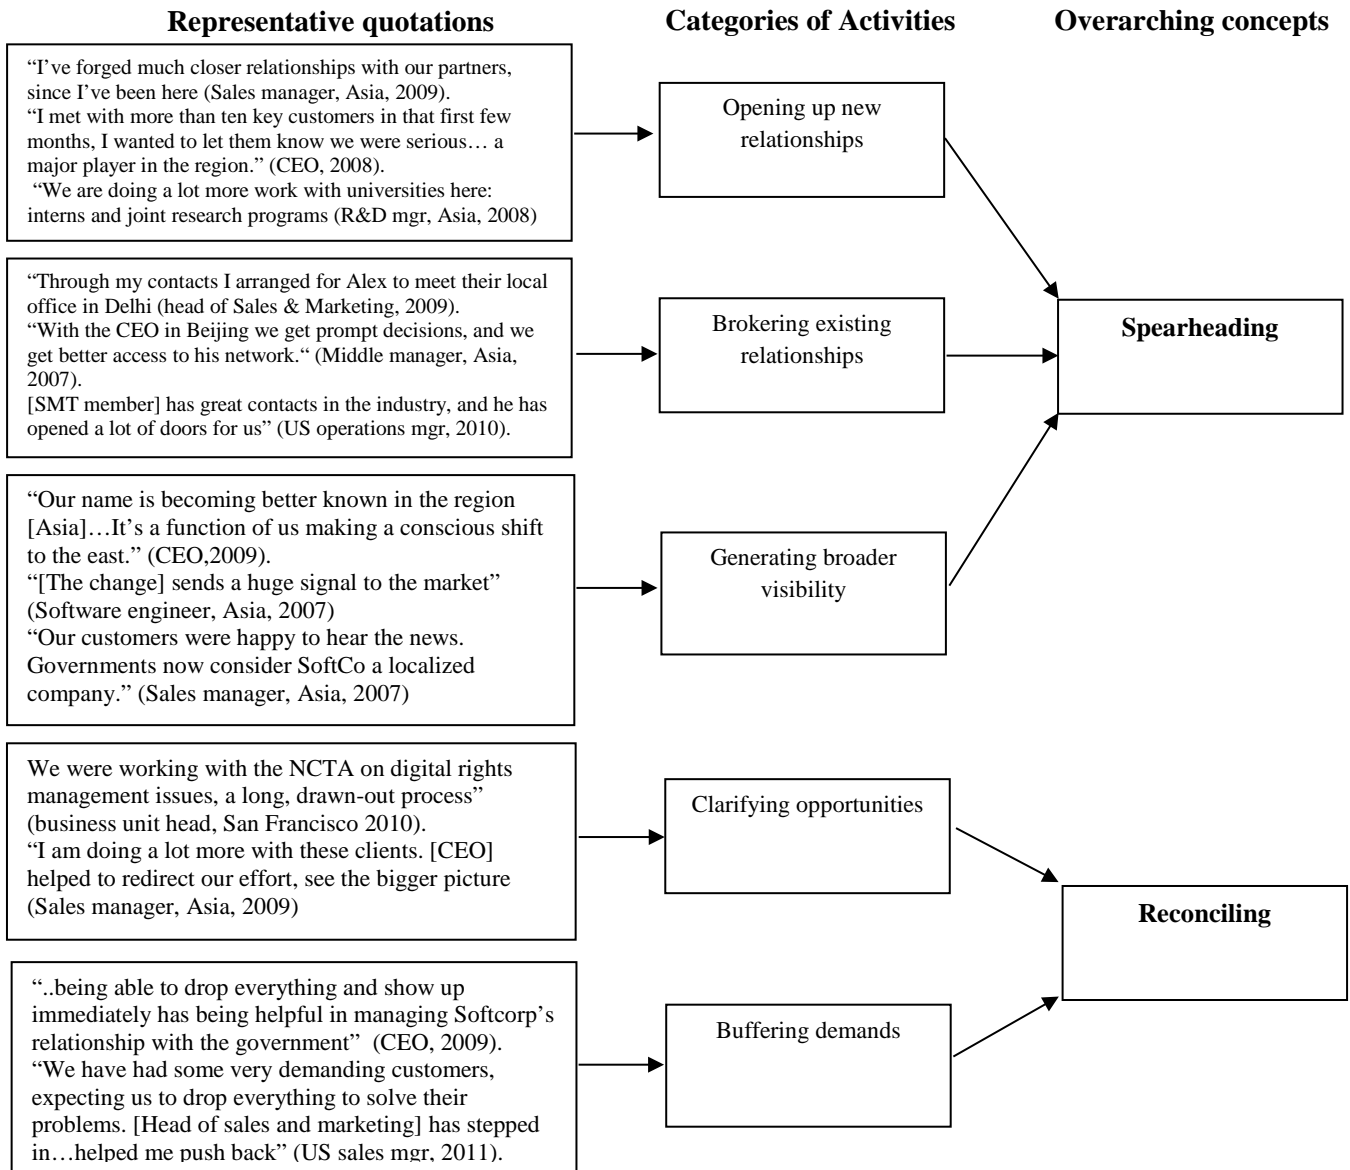 Representative quotations
Categories of Activities
Overarching concepts
“I’ve forged much closer relationships with our partners,
since I’ve been here (Sales manager, Asia, 2009).
“I met with more than ten key customers in that first few
months, I wanted to let them know we were serious… a
major player in the region.” (CEO, 2008).
“We are doing a lot more work with universities here:
interns and joint research programs (R&D mgr, Asia, 2008)
Opening up new
relationships
“Through my contacts I arranged for Alex to meet their local
office in Delhi (head of Sales & Marketing, 2009).
“With the CEO in Beijing we get prompt decisions, and we
get better access to his network.“ (Middle manager, Asia,
2007).
[SMT member] has great contacts in the industry, and he has
opened a lot of doors for us” (US operations mgr, 2010).
Brokering existing
relationships
Spearheading
“Our name is becoming better known in the region
[Asia]…It’s a function of us making a conscious shift
to the east.” (CEO,2009).
“[The change] sends a huge signal to the market”
(Software engineer, Asia, 2007)
“Our customers were happy to hear the news.
Governments now consider SoftCo a localized
company.” (Sales manager, Asia, 2007)
Generating broader
visibility
We were working with the NCTA on digital rights
management issues, a long, drawn-out process”
(business unit head, San Francisco 2010).
“I am doing a lot more with these clients. [CEO]
helped to redirect our effort, see the bigger picture
(Sales manager, Asia, 2009)
Clarifying opportunities
Reconciling
“..being able to drop everything and show up
immediately has being helpful in managing Softcorp’s
relationship with the government”  (CEO, 2009).
“We have had some very demanding customers,
expecting us to drop everything to solve their
problems. [Head of sales and marketing] has stepped
in…helped me push back” (US sales mgr, 2011).
Buffering demands